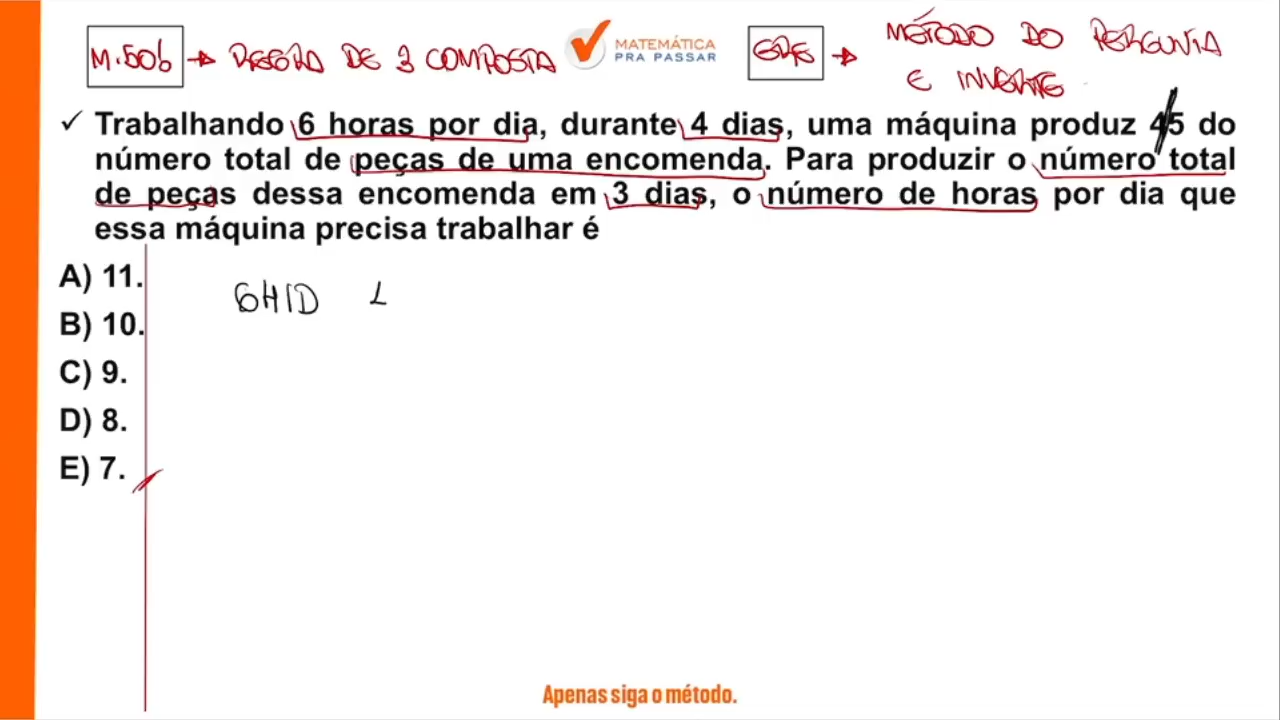 M.506 → REGRA DE 3 COMPOSTA
MATEMÁTICA
PRA PASSAR
→ MÉTODO DO PERGUNTA
E INVERTE
✓ Trabalhando 6 horas por dia, durante 4 dias, uma máquina produz 4/5 do
número total de peças de uma encomenda. Para produzir o número total
de peças dessa encomenda em 3 dias, o número de horas por dia que
essa máquina precisa trabalhar é
A) 11.
B) 10.
C) 9.
D) 8.
E) 7.
6H/D 4
Apenas siga o método.